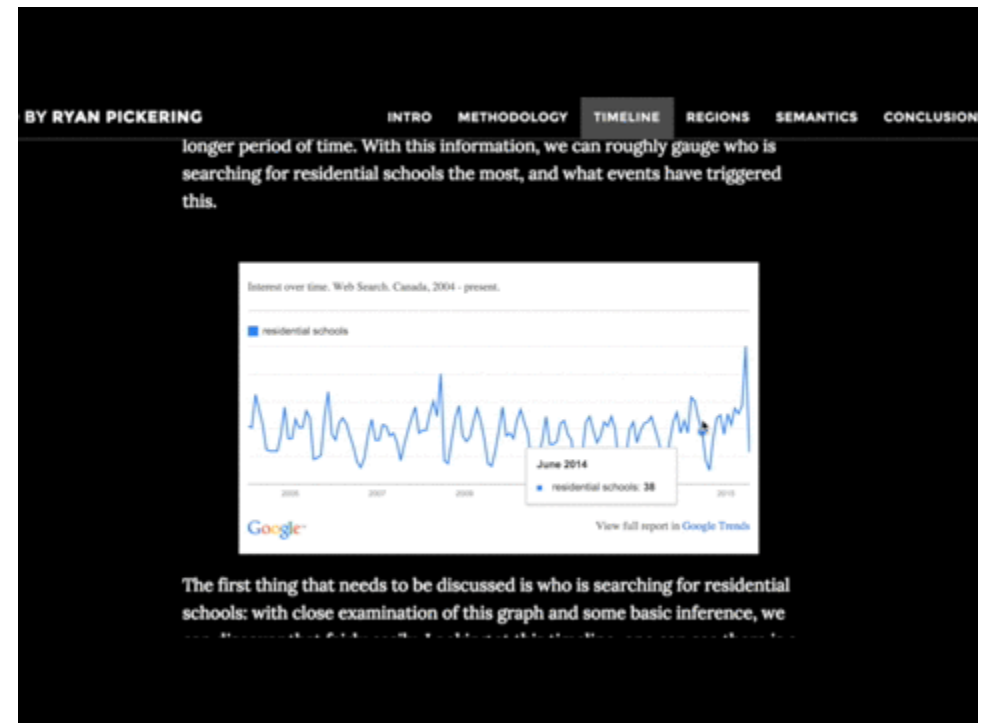 BY RYAN PICKERING
INTRO METHODOLOGY TIMELINE REGIONS SEMANTICS CONCLUSION
longer period of time. With this information, we can roughly gauge who is
searching for residential schools the most, and what events have triggered
this.
Interest over time. Web Search. Canada, 2004 - present.
residential schools
June 2014
residential schools: 38
2005 2007 2009 2015
Google
View full report in Google Trends
The first thing that needs to be discussed is who is searching for residential
schools: with close examination of this graph and some basic inference, we